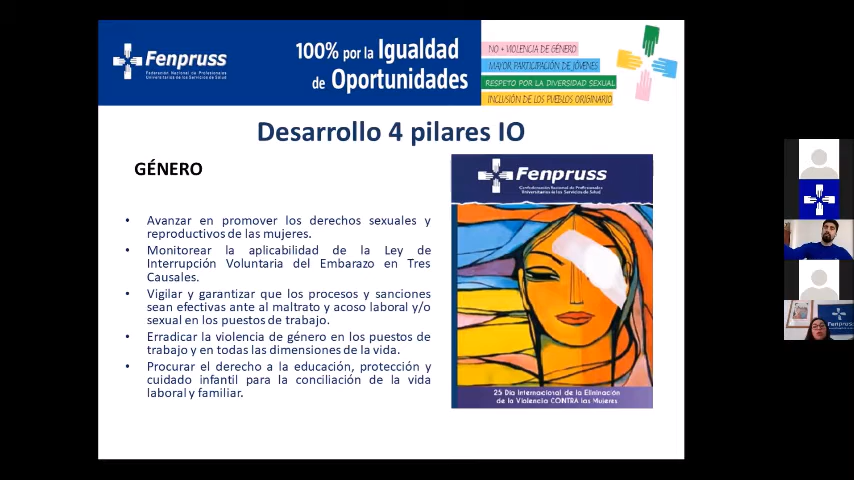 Fenpruss
Federación Nacional de Profesionales
Universitarios de los Servicios de Salud
100% por la Igualdad
de Oportunidades
NO + VIOLENCIA DE GÉNERO
MAYOR PARTICIPACIÓN DE JÓVENES
RESPETO POR LA DIVERSIDAD SEXUAL
INCLUSIÓN DE LOS PUEBLOS ORIGINARIO
Desarrollo 4 pilares IO
GÉNERO
• Avanzar en promover los derechos sexuales y
reproductivos de las mujeres.
• Monitorear la aplicabilidad de la Ley de
Interrupción Voluntaria del Embarazo en Tres
Causales.
• Vigilar y garantizar que los procesos y sanciones
sean efectivas ante al maltrato y acoso laboral y/o
sexual en los puestos de trabajo.
• Erradicar la violencia de género en los puestos de
trabajo y en todas las dimensiones de la vida.
• Procurar el derecho a la educación, protección y
cuidado infantil para la conciliación de la vida
laboral y familiar.
Fenpruss
Confederación Nacional de Profesionales
Universitarios de los Servicios de Salud
25 Día Internacional de la Eliminación
de la Violencia CONTRA las Mujeres
Fenpruss